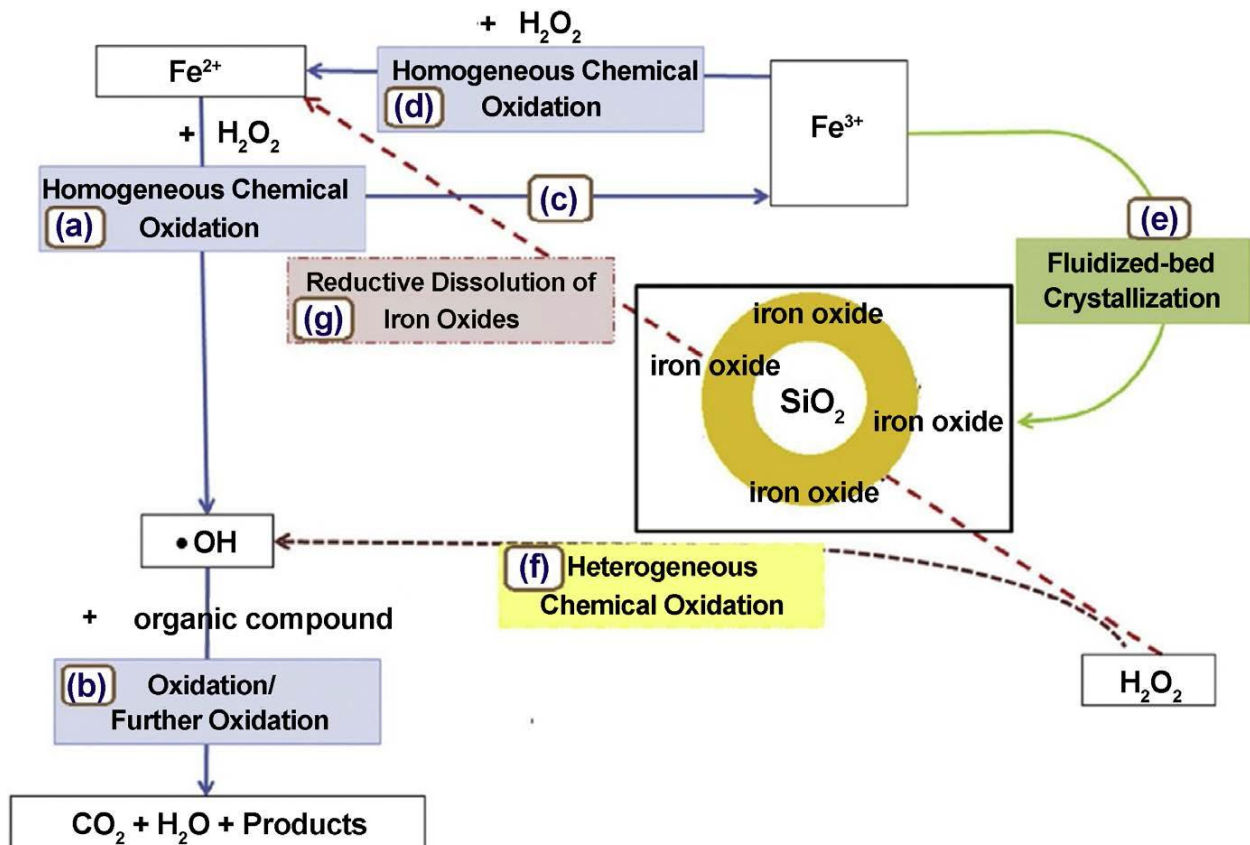 + H₂O₂
Fe²⁺
Homogeneous Chemical
(d) Oxidation
Fe³⁺
+ H₂O₂
Homogeneous Chemical
(a) Oxidation
(c)
(e)
Fluidized-bed
Crystallization
Reductive Dissolution of
(g) Iron Oxides
iron oxide
iron oxide
SiO₂
iron oxide
iron oxide
•OH
(f) Heterogeneous
Chemical Oxidation
+ organic compound
(b) Oxidation/
Further Oxidation
H₂O₂
CO₂ + H₂O + Products